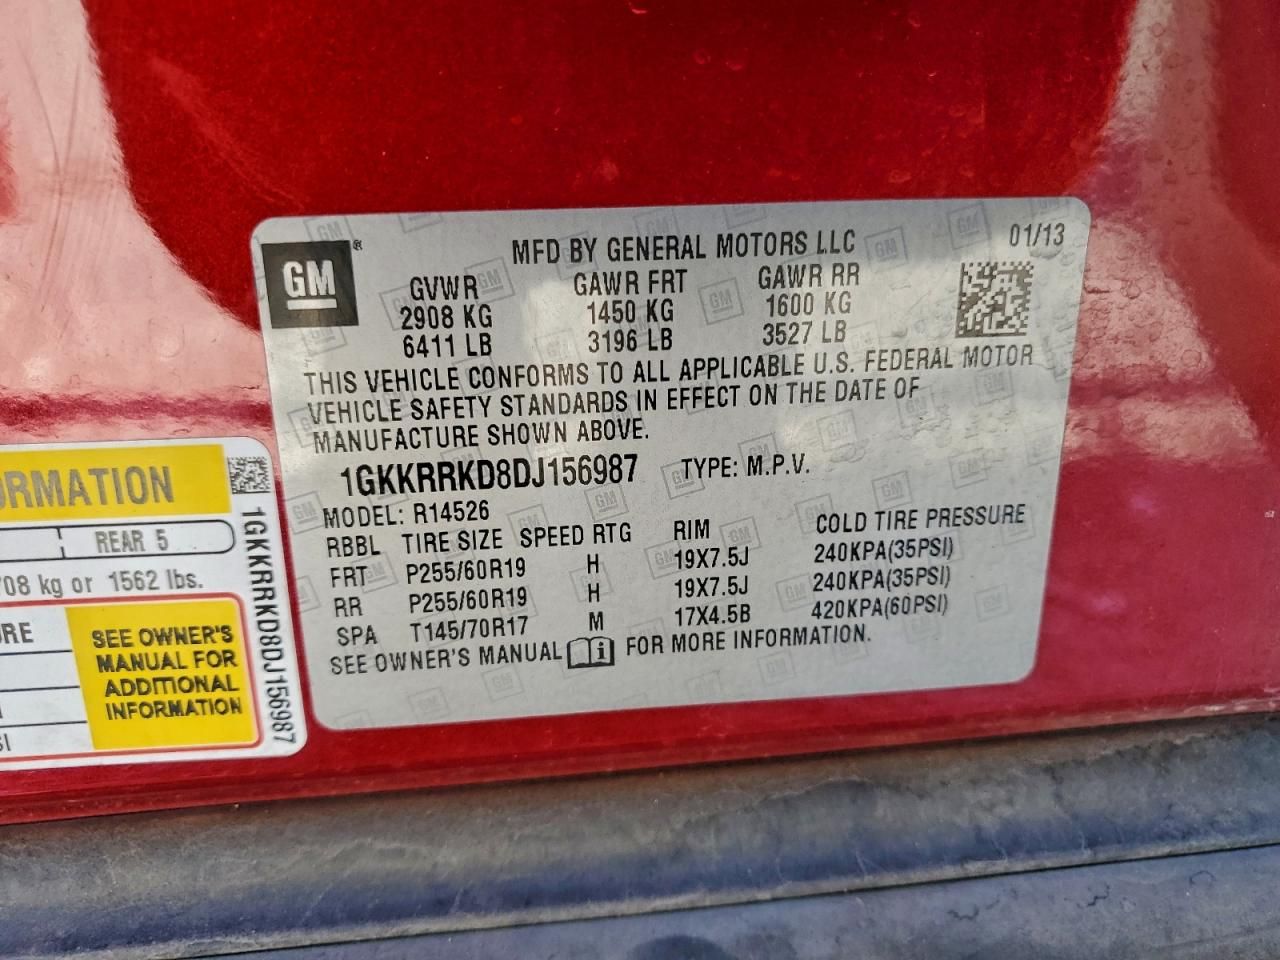 GM
®
MFD BY GENERAL MOTORS LLC 01/13
GVWR GAWR FRT GAWR RR
2908 KG 1450 KG 1600 KG
6411 LB 3196 LB 3527 LB
THIS VEHICLE CONFORMS TO ALL APPLICABLE U.S. FEDERAL MOTOR
VEHICLE SAFETY STANDARDS IN EFFECT ON THE DATE OF
MANUFACTURE SHOWN ABOVE.
1GKKRRKD8DJ156987 TYPE: M.P.V.
MODEL: R14526
RBBL TIRE SIZE SPEED RTG RIM COLD TIRE PRESSURE
FRT P255/60R19 H 19X7.5J 240KPA(35PSI)
RR P255/60R19 H 19X7.5J 240KPA(35PSI)
SPA T145/70R17 M 17X4.5B 420KPA(60PSI)
SEE OWNER'S MANUAL FOR MORE INFORMATION.
ORMATION
REAR 5
708 kg or 1562 lbs.
SEE OWNER'S
MANUAL FOR
ADDITIONAL
INFORMATION
1GKKRRKD8DJ156987